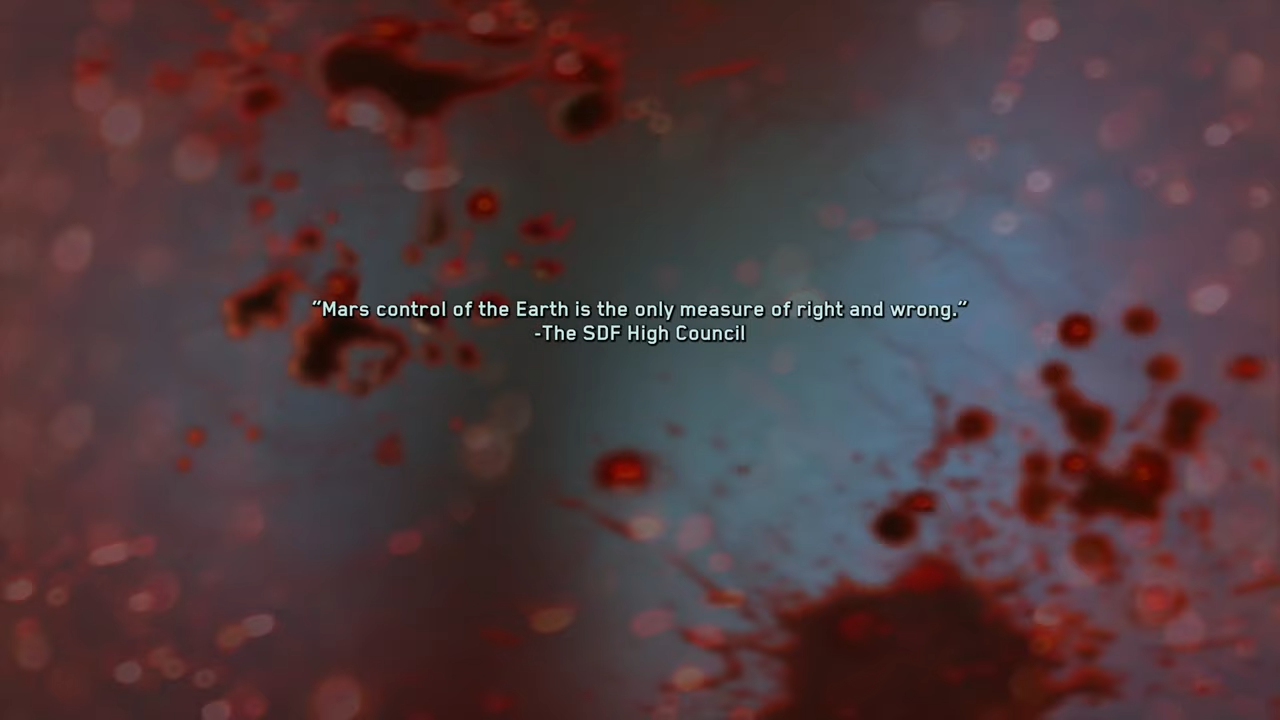 “Mars control of the Earth is the only measure of right and wrong.”
-The SDF High Council